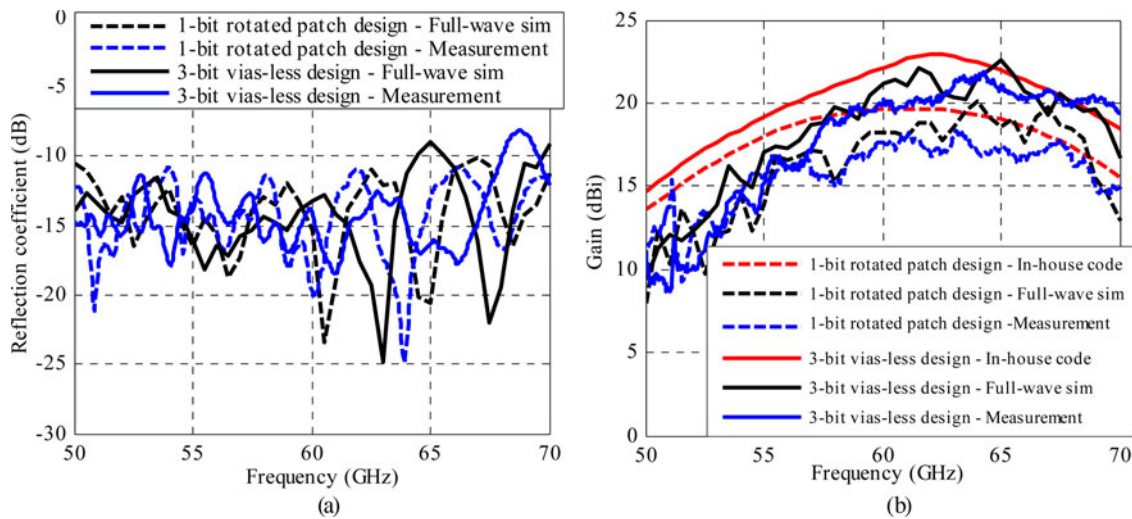 0
-5
-10
-15
-20
-25
-30
Reflection coefficient (dB)
1-bit rotated patch design - Full-wave sim
1-bit rotated patch design - Measurement
3-bit vias-less design - Full-wave sim
3-bit vias-less design - Measurement
50 55 60 65 70
Frequency (GHz)
(a)
25
20
15
10
5
0
Gain (dBi)
1-bit rotated patch design - In-house code
1-bit rotated patch design - Full-wave sim
1-bit rotated patch design -Measurement
3-bit vias-less design - In-house code
3-bit vias-less design - Full-wave sim
3-bit vias-less design - Measurement
50 55 60 65 70
Frequency (GHz)
(b)